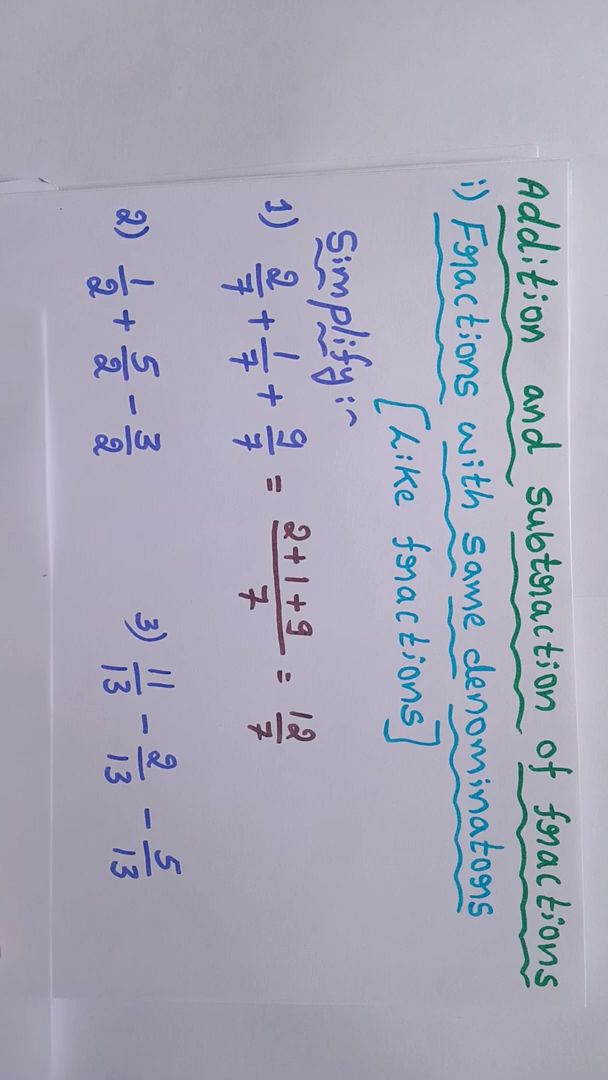 Addition and subtraction of fractions
i) Fractions with same denominators
[Like fractions]
Simplify:-
1) 2/7 + 1/7 + 9/7 = 2+1+9/7 = 12/7
2) 1/2 + 5/2 - 3/2
3) 11/13 - 2/13 - 5/13